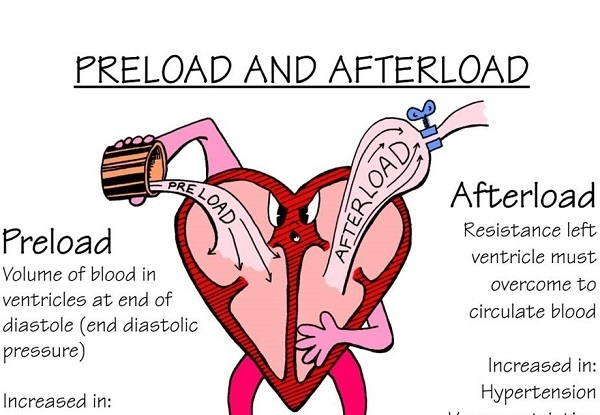 PRELOAD AND AFTERLOAD
PRELOAD
AFTERLOAD
Preload
Volume of blood in
ventricles at end of
diastole (end diastolic
pressure)
Increased in:
Afterload
Resistance left
ventricle must
overcome to
circulate blood
Increased in:
Hypertension